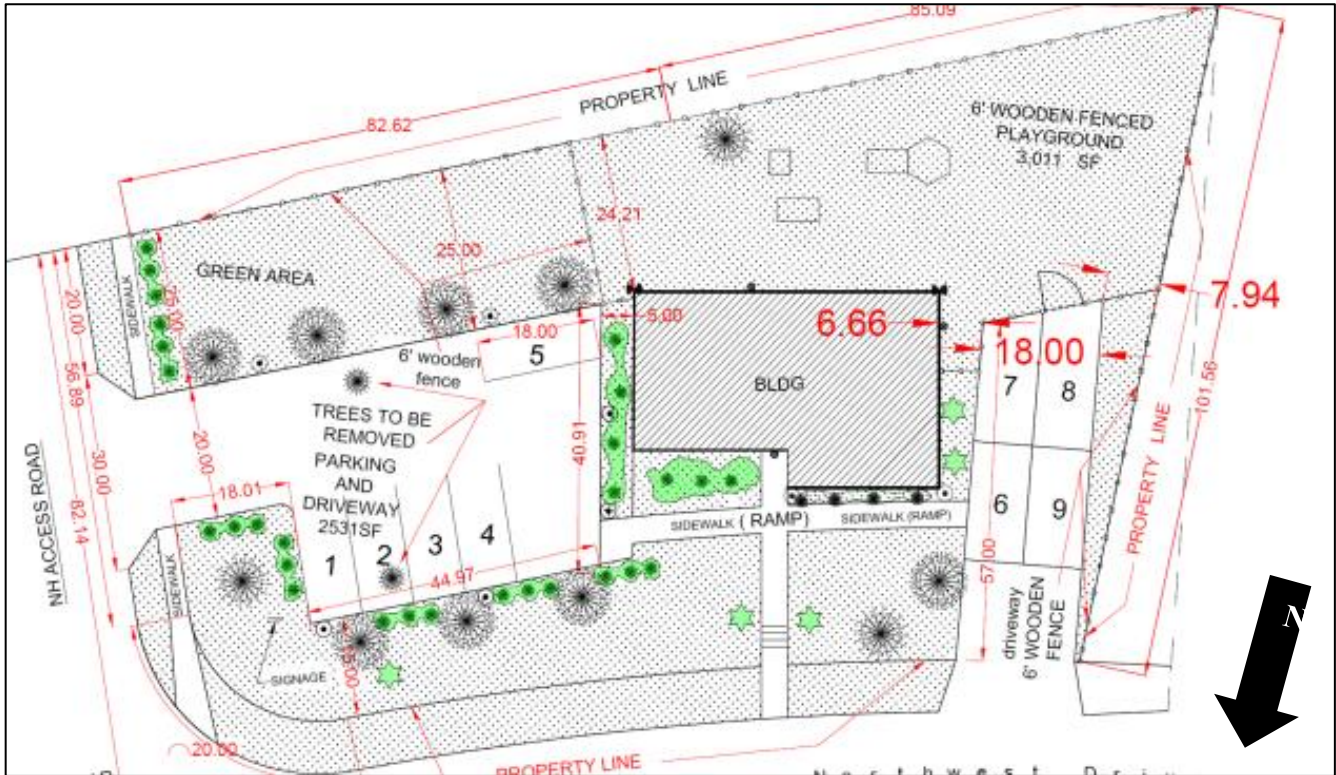 85.09
PROPERTY LINE
82.62
6' WOODEN FENCED
PLAYGROUND
3,011 SF
24.21
25.00
GREEN AREA
SIDEWALK
20.00
25.00
5.00
6.66
7.94
18.00
18.00
5
6' wooden
fence
BLDG
7
8
TREES TO BE
REMOVED
PARKING
AND
DRIVEWAY
2531SF
40.91
56.89
30.00
82.14
NH ACCESS ROAD
20.00
18.01
1
2
3
4
SIDEWALK ( RAMP)
SIDEWALK (RAMP)
6
9
101.56
PROPERTY LINE
44.97
57.00
SIDEWALK
driveway
6' WOODEN
FENCE
N
SIGNAGE
20.00
PROPERTY LINE
Northwest